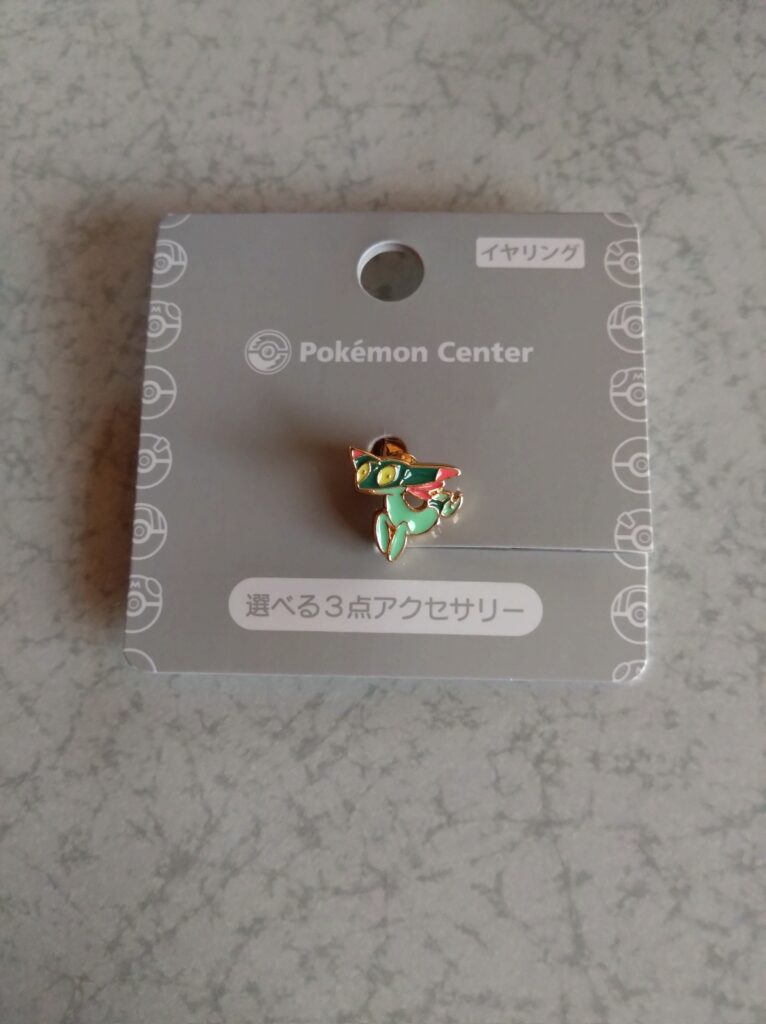 イヤリング
Pokémon Center
選べる3点アクセサリー